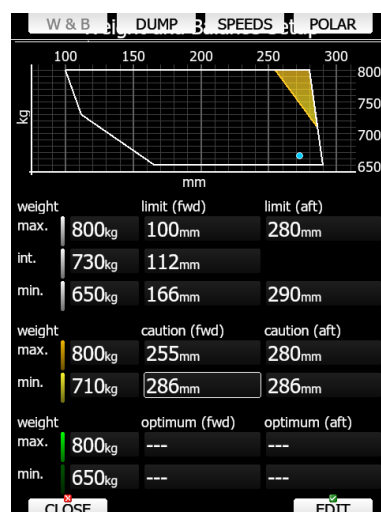 W & B DUMP SPEEDS POLAR
Weight and Balance Setup
100 150 200 250 300
800
750
700
650
kg
mm
weight limit (fwd) limit (aft)
max. 800kg 100mm 280mm
int. 730kg 112mm
min. 650kg 166mm 290mm
weight caution (fwd) caution (aft)
max. 800kg 255mm 280mm
min. 710kg 286mm 286mm
weight optimum (fwd) optimum (aft)
max. 800kg --- ---
min. 650kg --- ---
CLOSE EDIT